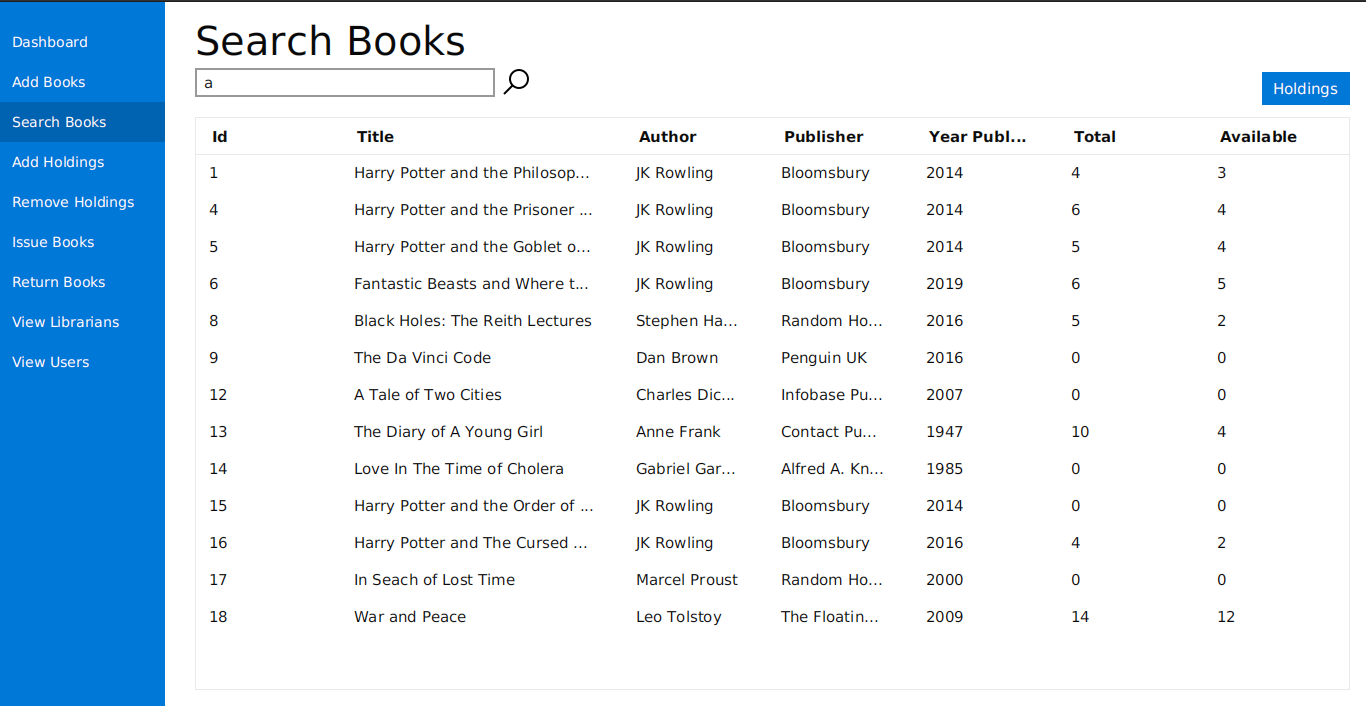 Dashboard
Add Books
Search Books
Add Holdings
Remove Holdings
Issue Books
Return Books
View Librarians
View Users
Search Books
a
Holdings
Id Title Author Publisher Year Publ... Total Available
1 Harry Potter and the Philosop... JK Rowling Bloomsbury 2014 4 3
4 Harry Potter and the Prisoner ... JK Rowling Bloomsbury 2014 6 4
5 Harry Potter and the Goblet o... JK Rowling Bloomsbury 2014 5 4
6 Fantastic Beasts and Where t... JK Rowling Bloomsbury 2019 6 5
8 Black Holes: The Reith Lectures Stephen Ha... Random Ho... 2016 5 2
9 The Da Vinci Code Dan Brown Penguin UK 2016 0 0
12 A Tale of Two Cities Charles Dic... Infobase Pu... 2007 0 0
13 The Diary of A Young Girl Anne Frank Contact Pu... 1947 10 4
14 Love In The Time of Cholera Gabriel Gar... Alfred A. Kn... 1985 0 0
15 Harry Potter and the Order of ... JK Rowling Bloomsbury 2014 0 0
16 Harry Potter and The Cursed ... JK Rowling Bloomsbury 2016 4 2
17 In Seach of Lost Time Marcel Proust Random Ho... 2000 0 0
18 War and Peace Leo Tolstoy The Floatin... 2009 14 12